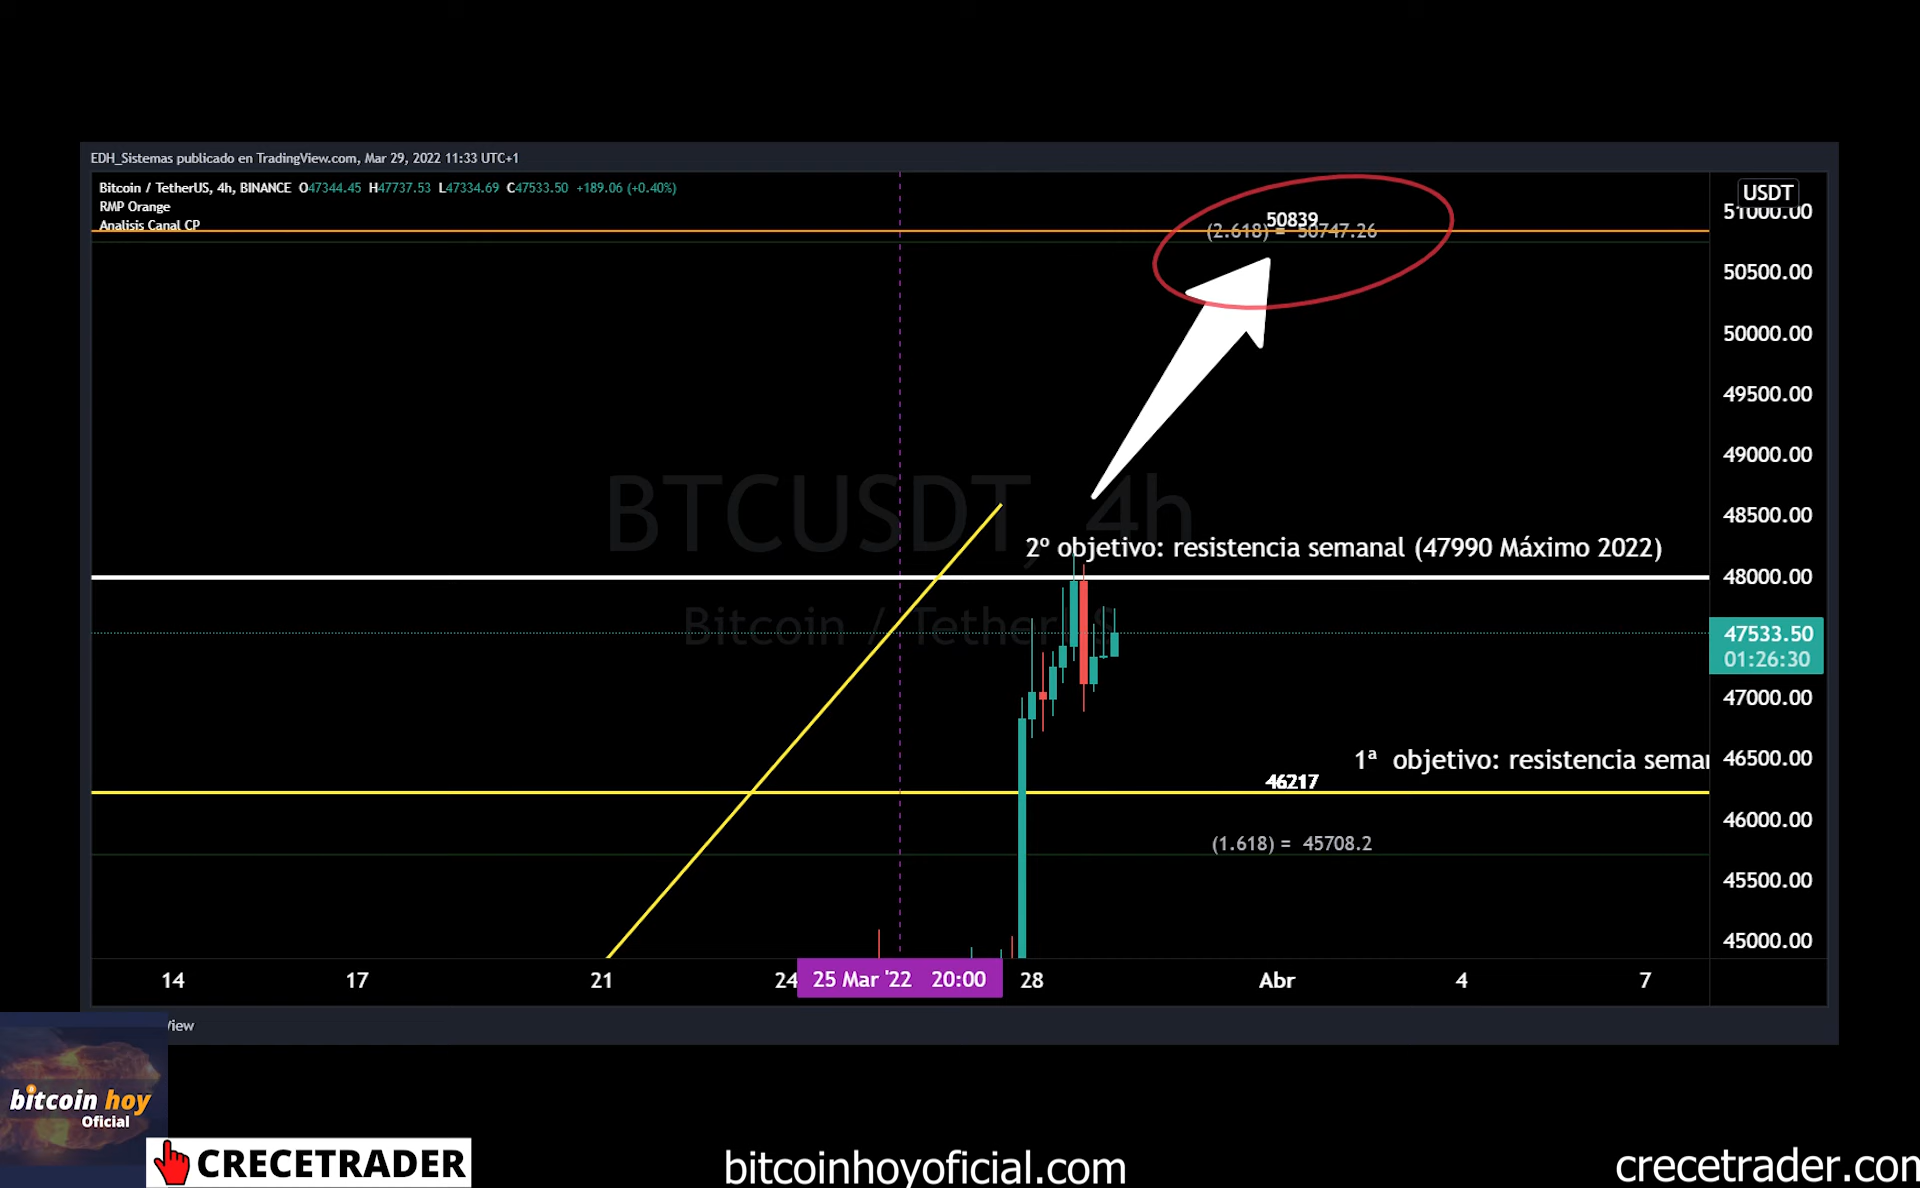 EDH_Sistemas publicado en TradingView.com, Mar 29, 2022 11:33 UTC+1
Bitcoin / TetherUS, 4h, BINANCE O47344.45 H47737.53 L47334.69 C47533.50 +189.06 (+0.40%)
RMP Orange
Analisis Canal CP
USDT
51000.00
50839
(2.618) = 50747.26
50500.00
50000.00
49500.00
49000.00
BTCUSDT, 4h
48500.00
2º objetivo: resistencia semanal (47990 Máximo 2022)
48000.00
Bitcoin / TetherUS
47533.50
01:26:30
47000.00
1ª objetivo: resistencia sema
46500.00
46217
46000.00
(1.618) = 45708.2
45500.00
45000.00
14 17 21 24 25 Mar '22 20:00 28 Abr 4 7
View
bitcoin hoy
Oficial
CRECETRADER
bitcoinhoyoficial.com
crecetrader.con